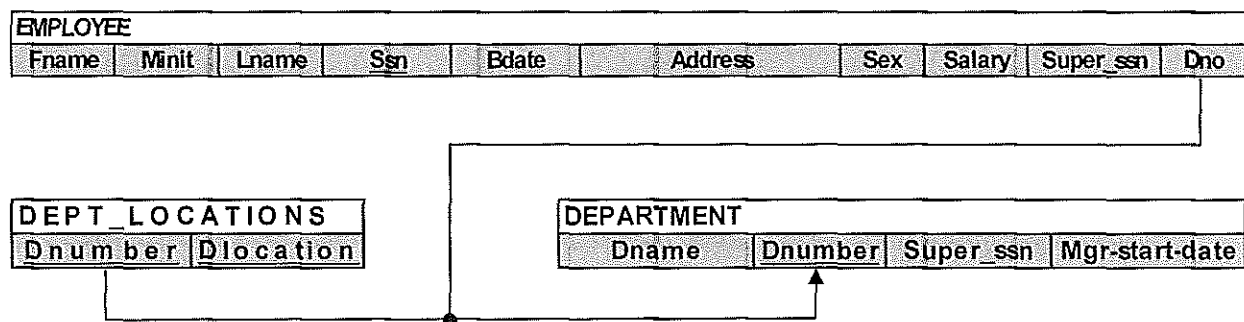 EMPLOYEE
Fname Minit Lname Ssn Bdate Address Sex Salary Super_ssn Dno
DEPT_LOCATIONS
Dnumber Dlocation
DEPARTMENT
Dname Dnumber Super_ssn Mgr-start-date